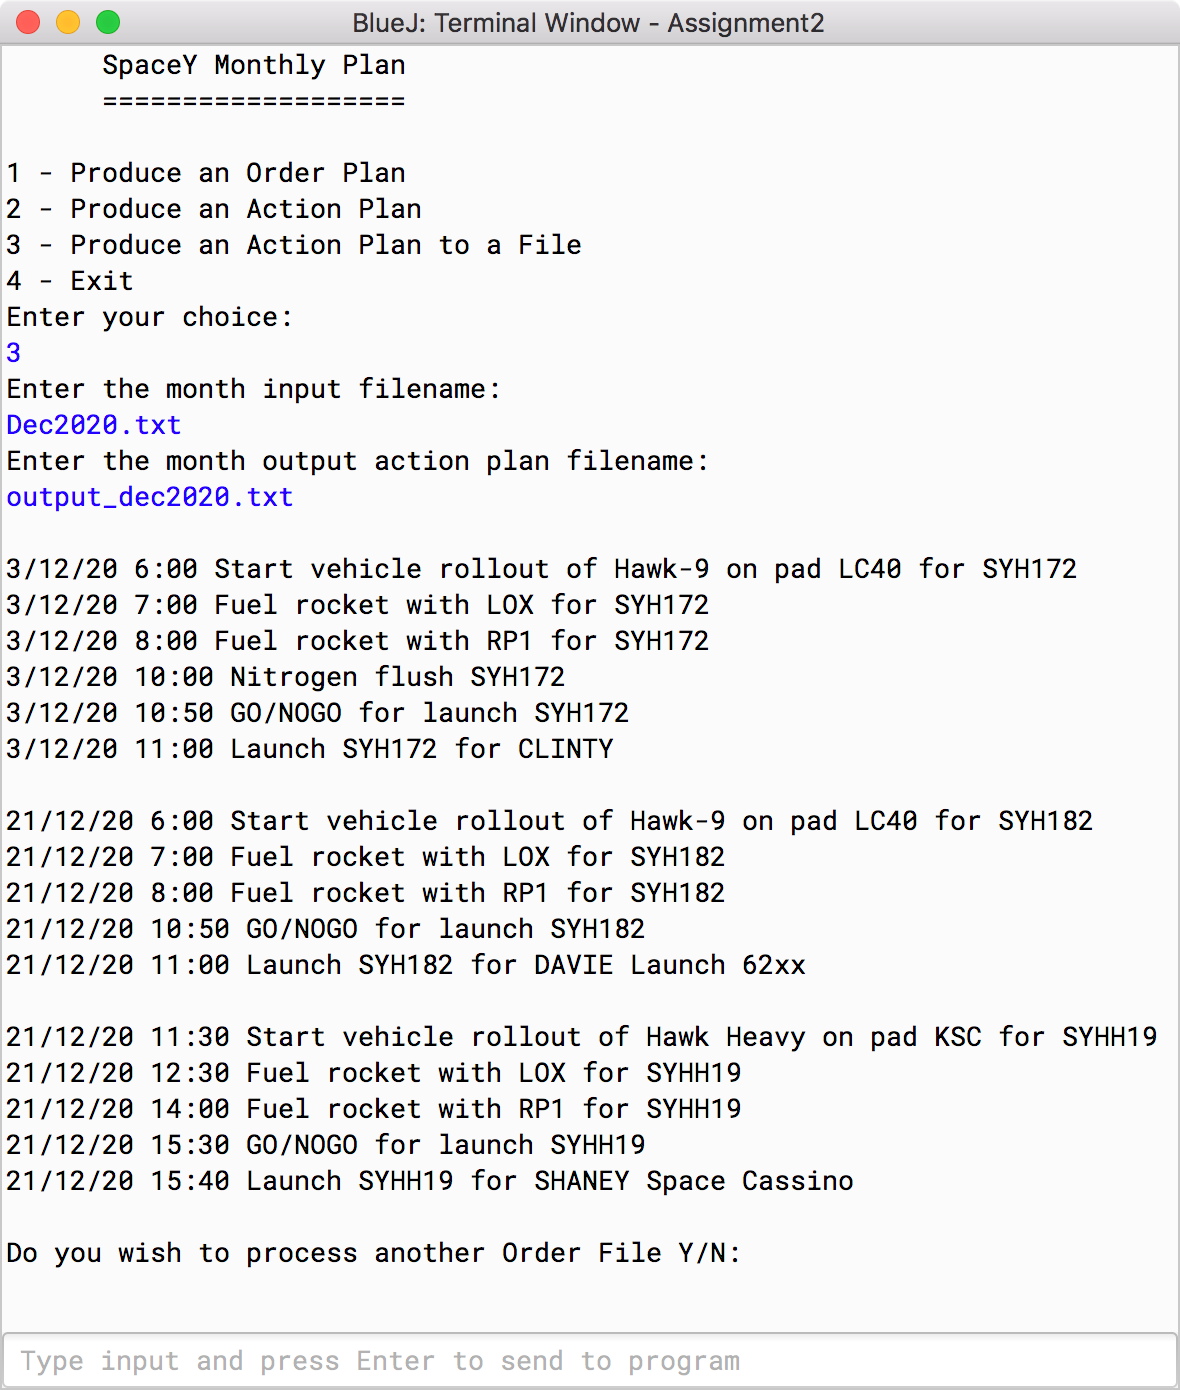 BlueJ: Terminal Window - Assignment2
SpaceY Monthly Plan
===================
1 - Produce an Order Plan
2 - Produce an Action Plan
3 - Produce an Action Plan to a File
4 - Exit
Enter your choice:
3
Enter the month input filename:
Dec2020.txt
Enter the month output action plan filename:
output_dec2020.txt
3/12/20 6:00 Start vehicle rollout of Hawk-9 on pad LC40 for SYH172
3/12/20 7:00 Fuel rocket with LOX for SYH172
3/12/20 8:00 Fuel rocket with RP1 for SYH172
3/12/20 10:00 Nitrogen flush SYH172
3/12/20 10:50 GO/NOGO for launch SYH172
3/12/20 11:00 Launch SYH172 for CLINTY
21/12/20 6:00 Start vehicle rollout of Hawk-9 on pad LC40 for SYH182
21/12/20 7:00 Fuel rocket with LOX for SYH182
21/12/20 8:00 Fuel rocket with RP1 for SYH182
21/12/20 10:50 GO/NOGO for launch SYH182
21/12/20 11:00 Launch SYH182 for DAVIE Launch 62xx
21/12/20 11:30 Start vehicle rollout of Hawk Heavy on pad KSC for SYHH19
21/12/20 12:30 Fuel rocket with LOX for SYHH19
21/12/20 14:00 Fuel rocket with RP1 for SYHH19
21/12/20 15:30 GO/NOGO for launch SYHH19
21/12/20 15:40 Launch SYHH19 for SHANEY Space Cassino
Do you wish to process another Order File Y/N:
Type input and press Enter to send to program